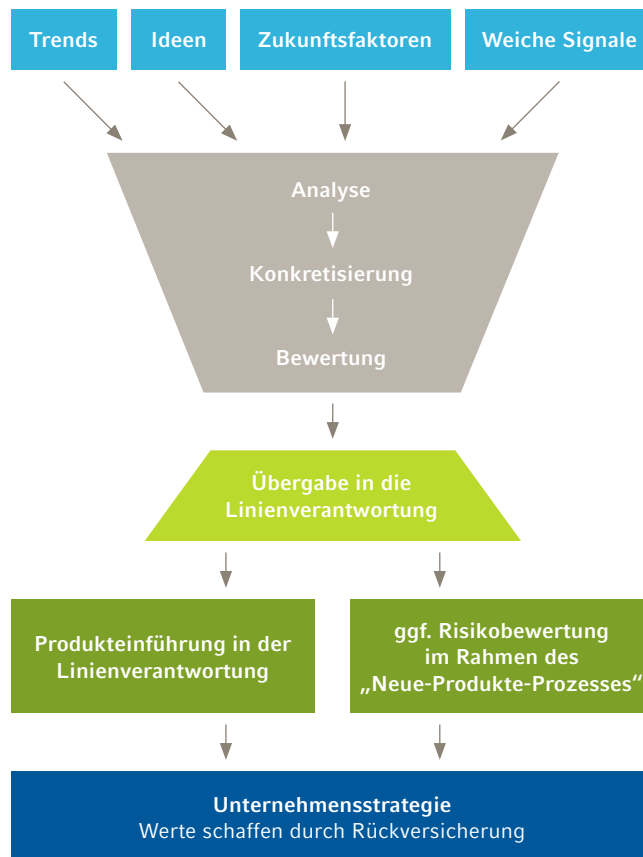 Trends
Ideen
Zukunftsfaktoren
Weiche Signale
Analyse
Konkretisierung
Bewertung
Übergabe in die
Linienverantwortung
Produkteinführung in der
Linienverantwortung
ggf. Risikobewertung
im Rahmen des
„Neue-Produkte-Prozesses“
Unternehmensstrategie
Werte schaffen durch Rückversicherung